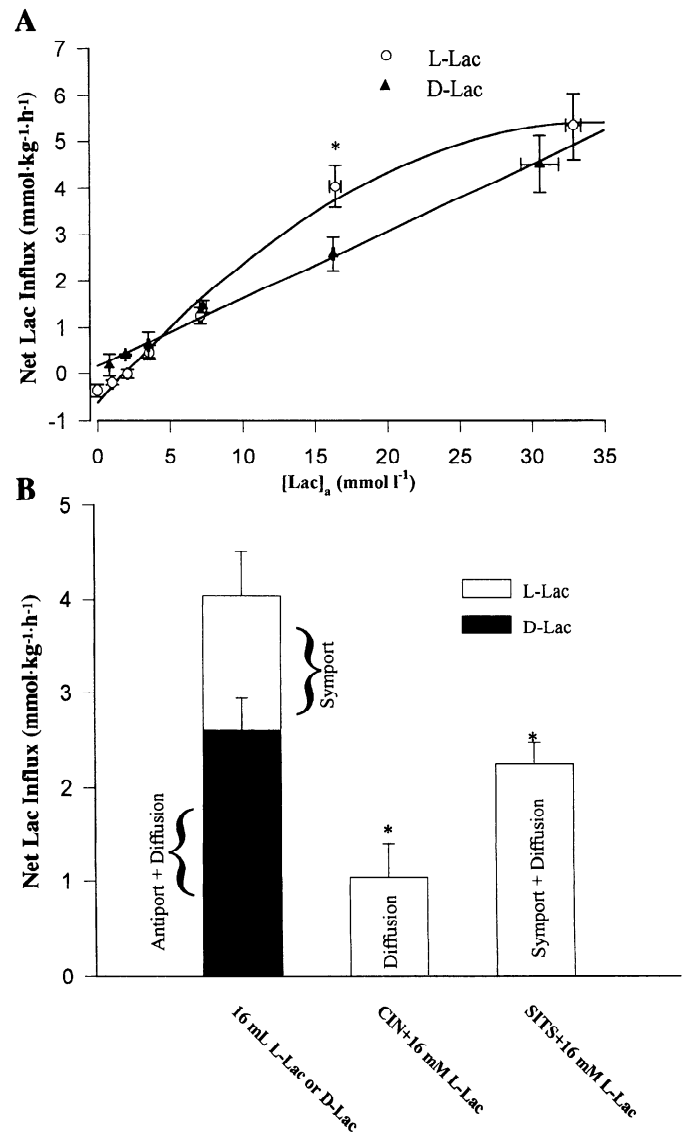 A
Net Lac Influx (mmol·kg-1·h-1)
7
6
5
4
3
2
1
0
-1
L-Lac
D-Lac
*
0 5 10 15 20 25 30 35
[Lac]a (mmol l-1)
B
Net Lac Influx (mmol·kg-1·h-1)
5
4
3
2
1
0
L-Lac
D-Lac
Symport
Antiport + Diffusion
*
Diffusion
*
Symport + Diffusion
16 mL L-Lac or D-Lac
CIN+16 mM L-Lac
SITS+16 mM L-Lac